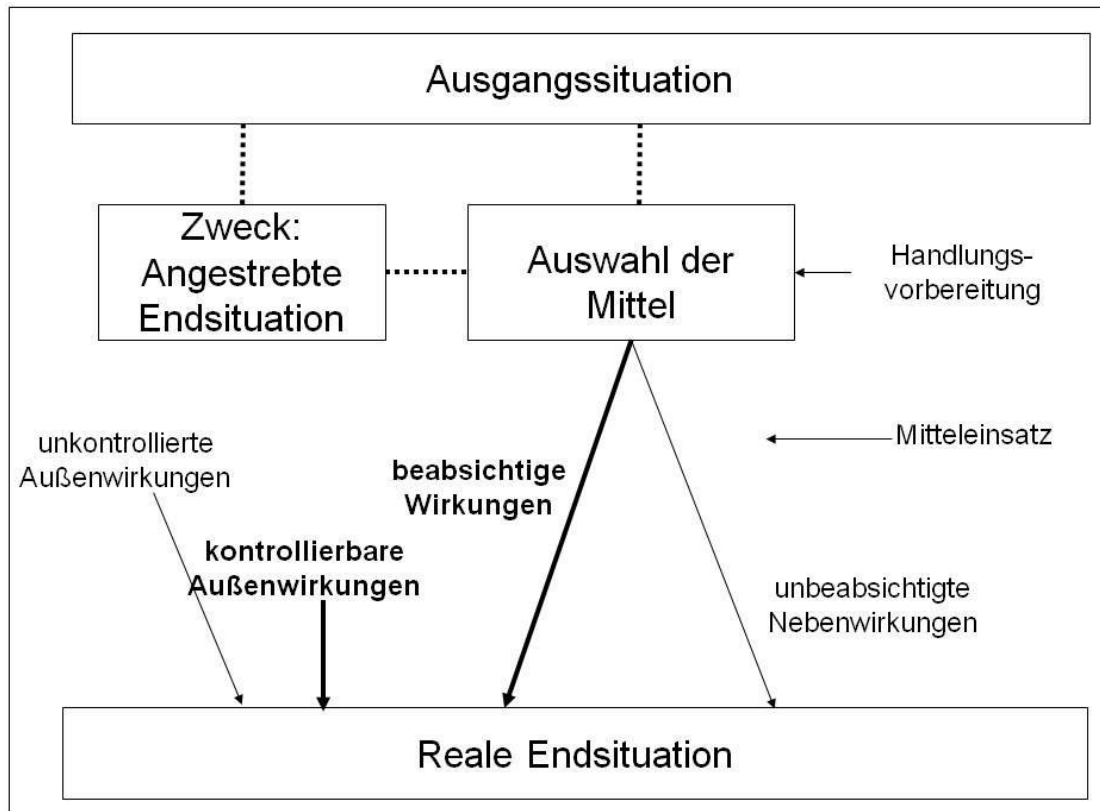 Ausgangssituation
Zweck:
Angestrebte
Endsituation
Auswahl der
Mittel
Handlungs-
vorbereitung
unkontrollierte
Außenwirkungen
beabsichtige
Wirkungen
Mitteleinsatz
kontrollierbare
Außenwirkungen
unbeabsichtigte
Nebenwirkungen
Reale Endsituation